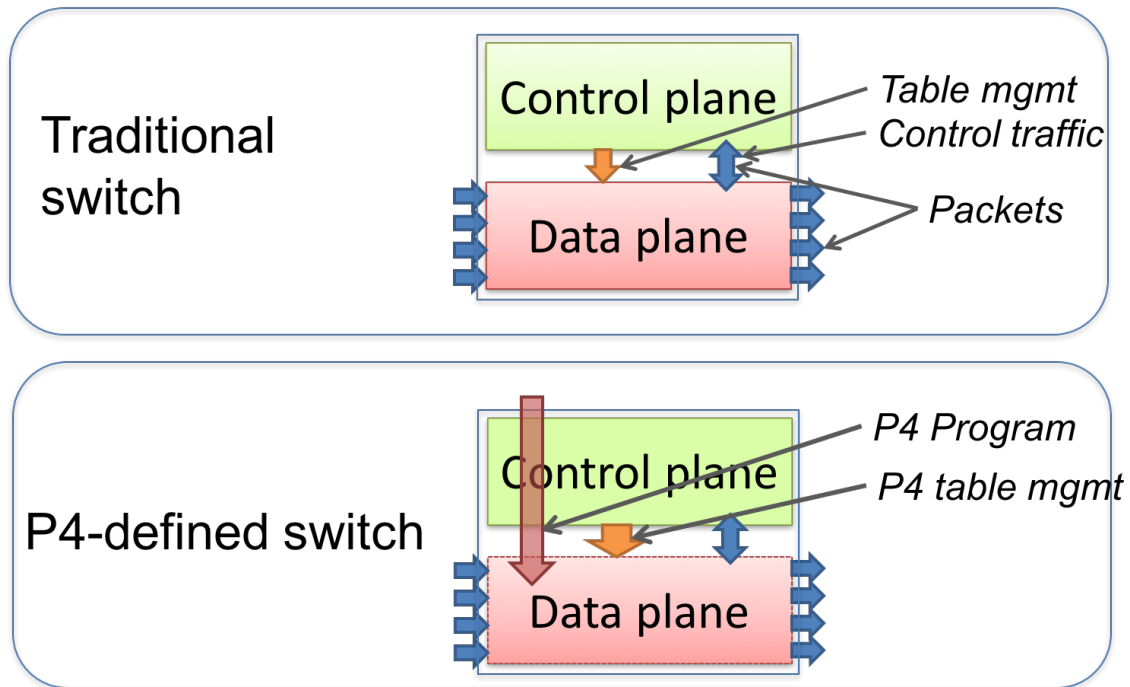 Traditional
switch
Control plane
Data plane
Table mgmt
Control traffic
Packets
P4-defined switch
Control plane
Data plane
P4 Program
P4 table mgmt